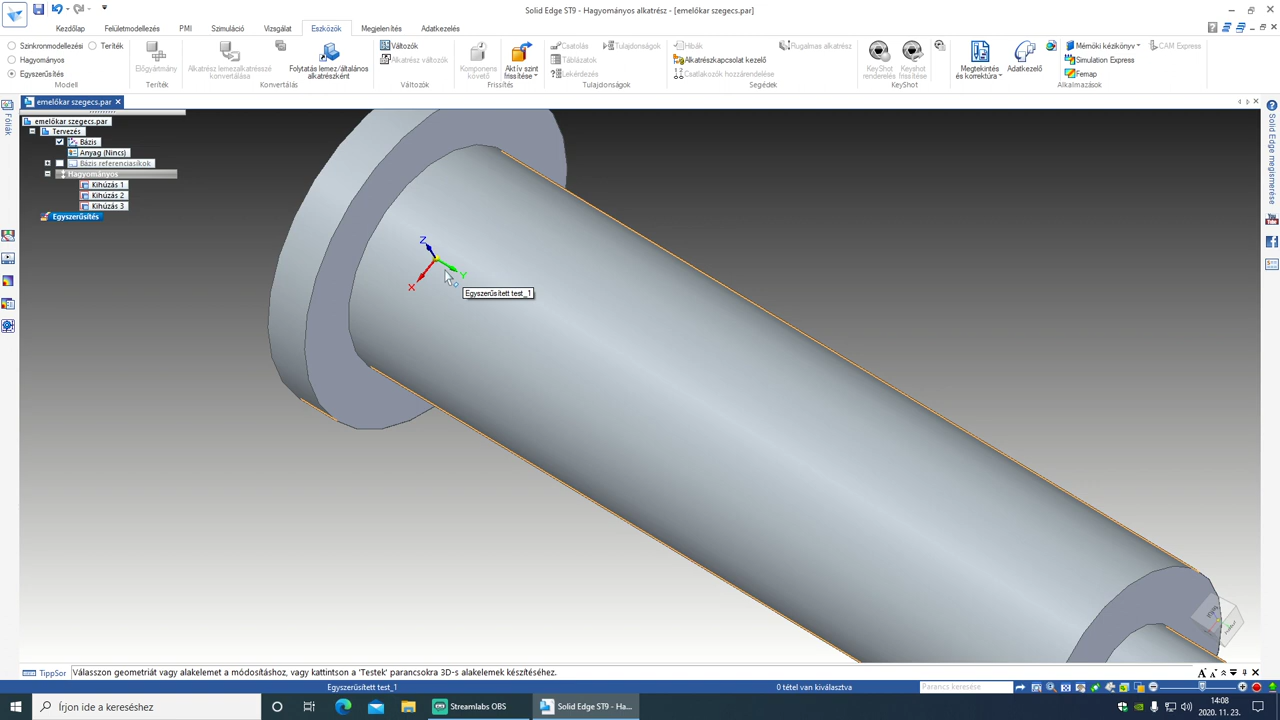 Solid Edge ST9 - Hagyományos alkatrész - [emelőkar szegecs.par]
Kezdőlap Felületmodellezés PMI Szimuláció Vizsgálat Eszközök Megjelenítés Adatkezelés
Szinkronmodellezési Teríték
Hagyományos
Egyszerűsítés
Modell
Előgyártmány
Teríték
Alkatrész lemezalkatrésszé konvertálása
Folytatás lemez/általános alkatrészként
Konvertálás
Változók
Alkatrész változók
Változók
Komponens követő
Aktív szint frissítése
Frissítés
Csatolás Tulajdonságok
Táblázatok
Lekérdezés
Tulajdonságok
Hibák Rugalmas alkatrész
Alkatrészkapcsolat kezelő
Csatlakozók hozzárendelése
Segédek
KeyShot renderelés
Keyshot frissítése
KeyShot
Megtekintés és korrektúra
Adatkezelő
Mérnöki kézikönyv CAM Express
Simulation Express
Femap
Alkalmazások
emelőkar szegecs.par
Fóliák
emelőkar szegecs.par
Tervezés
Bázis
Anyag (Nincs)
Bázis referenciasíkok
Hagyományos
Kihúzás 1
Kihúzás 2
Kihúzás 3
Egyszerűsítés
Z
Y
X
Egyszerűsített test_1
Solid Edge megismerése
You
TippSor Válasszon geometriát vagy alakelemet a módosításhoz, vagy kattintson a 'Testek' parancsokra 3D-s alakelemek készítéséhez.
Egyszerűsített test_1 0 tétel van kiválasztva Parancs keresése
Írjon ide a kereséshez
Streamlabs OBS
Solid Edge ST9 - Ha...
14:08
2020. 11. 23.